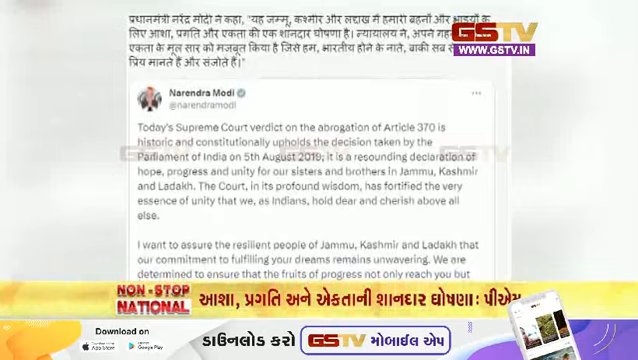 प्रधानमंत्री नरेंद्र मोदी ने कहा, "यह जम्मू, कश्मीर और लद्दाख में हमारी बहनों और भाइयों के
लिए आशा, प्रगति और एकता की एक शानदार घोषणा है। न्यायालय ने, अपने
एकता के मूल सार को मजबूत किया है जिसे हम, भारतीय होने के नाते, बाकी सब से
प्रिय मानते हैं और संजोते हैं।"
GSTV
WWW.GSTV.IN
Narendra Modi
@narendramodi
Today's Supreme Court verdict on the abrogation of Article 370 is
historic and constitutionally upholds the decision taken by the
Parliament of India on 5th August 2019; it is a resounding declaration of
hope, progress and unity for our sisters and brothers in Jammu, Kashmir
and Ladakh. The Court, in its profound wisdom, has fortified the very
essence of unity that we, as Indians, hold dear and cherish above all
else.
I want to assure the resilient people of Jammu, Kashmir and Ladakh that
our commitment to fulfilling your dreams remains unwavering. We are
determined to ensure that the fruits of progress not only reach you but
NON-STOP
NATIONAL
આશા, પ્રગતિ અને એકતાની શાનદાર ઘોષણા : પીએમ
Download on
App Store
Google Play
ડાઉનલોડ કરો GSTV મોબાઈલ એપ